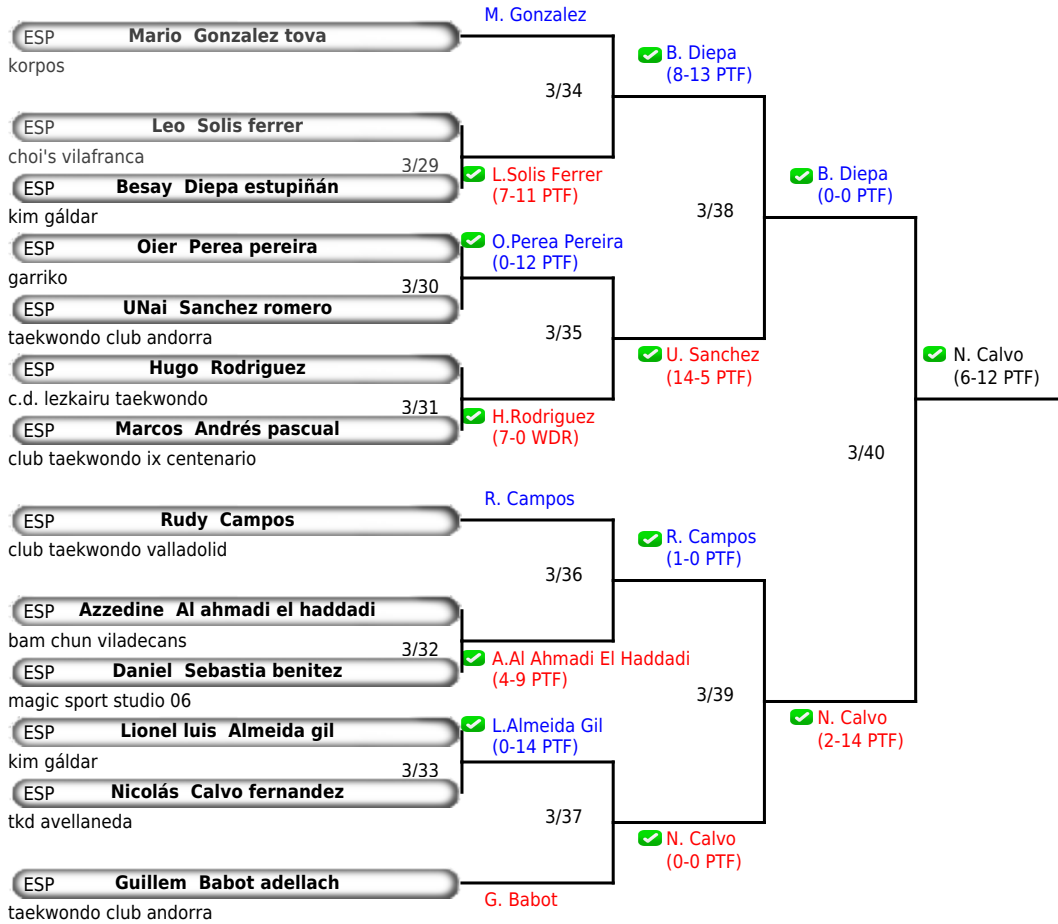 M. Gonzalez
ESP Mario Gonzalez tova
korpos
B. Diepa
(8-13 PTF)
3/34
ESP Leo Solis ferrer
choi's vilafranca
3/29
L.Solis Ferrer
(7-11 PTF)
B. Diepa
(0-0 PTF)
ESP Besay Diepa estupiñán
kim gáldar
3/38
ESP Oier Perea pereira
garriko
O.Perea Pereira
(0-12 PTF)
3/30
ESP UNai Sanchez romero
taekwondo club andorra
3/35
U. Sanchez
(14-5 PTF)
N. Calvo
(6-12 PTF)
ESP Hugo Rodriguez
c.d. lezkairu taekwondo
3/31
H.Rodriguez
(7-0 WDR)
ESP Marcos Andrés pascual
club taekwondo ix centenario
3/40
R. Campos
ESP Rudy Campos
club taekwondo valladolid
R. Campos
(1-0 PTF)
3/36
ESP Azzedine Al ahmadi el haddadi
bam chun viladecans
3/32
A.Al Ahmadi El Haddadi
(4-9 PTF)
ESP Daniel Sebastia benitez
magic sport studio 06
3/39
N. Calvo
(2-14 PTF)
ESP Lionel luis Almeida gil
kim gáldar
L.Almeida Gil
(0-14 PTF)
3/33
ESP Nicolás Calvo fernandez
tkd avellaneda
3/37
N. Calvo
(0-0 PTF)
ESP Guillem Babot adellach
taekwondo club andorra
G. Babot